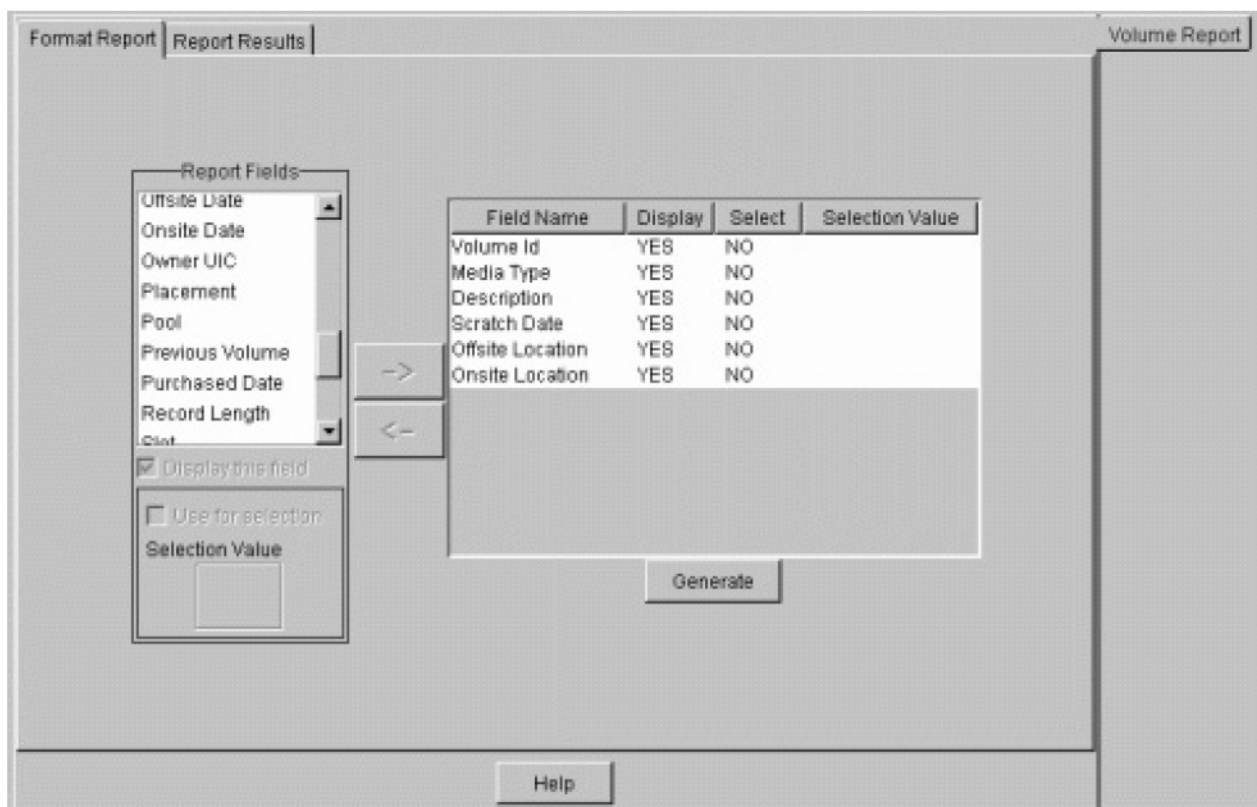 Format Report
Report Results
Volume Report
Report Fields
Offsite Date
Onsite Date
Owner UIC
Placement
Pool
Previous Volume
Purchased Date
Record Length
Slot
Display this field
Use for selection
Selection Value
->
<-
Field Name Display Select Selection Value
Volume Id YES NO
Media Type YES NO
Description YES NO
Scratch Date YES NO
Offsite Location YES NO
Onsite Location YES NO
Generate
Help